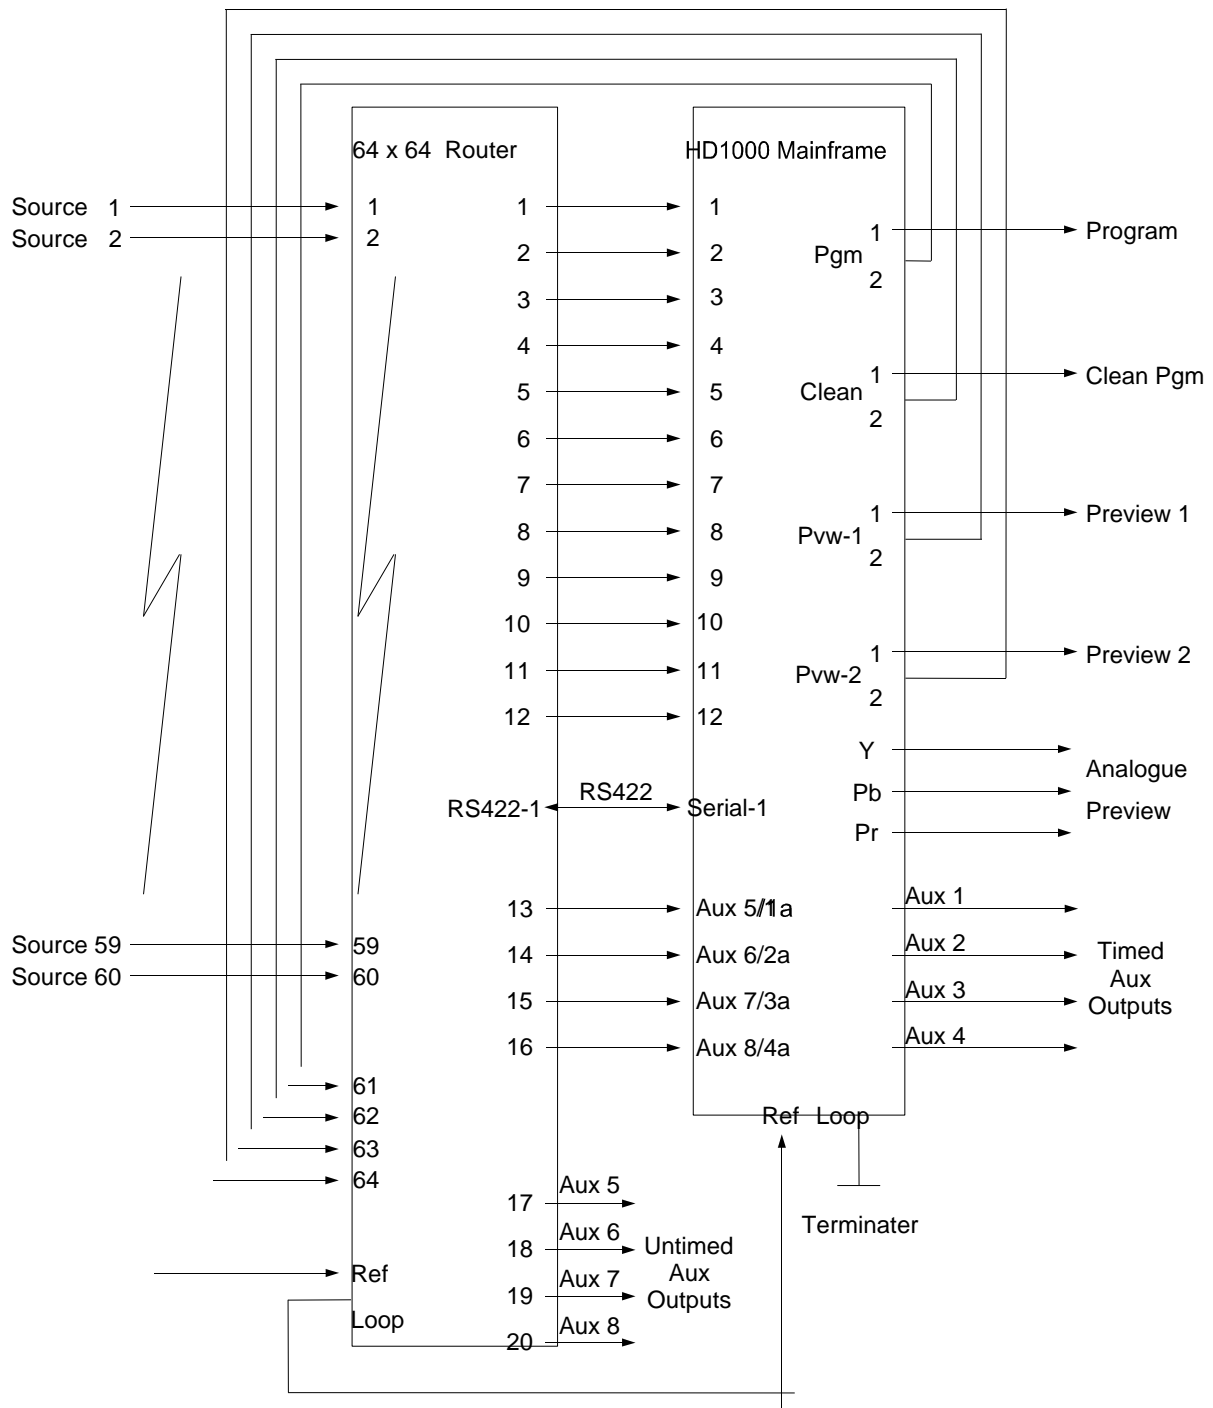 64 x 64 Router
HD1000 Mainframe
Source 1
1
1
1
1
Program
Source 2
2
2
2
Pgm
2
3
3
4
4
1
Clean Pgm
5
5
Clean
2
6
6
7
7
1
Preview 1
8
8
Pvw-1
2
9
9
10
10
1
Preview 2
11
11
Pvw-2
2
12
12
Y
Analogue
Pb
Preview
Pr
RS422-1
RS422
Serial-1
13
Aux 5/1a
Aux 1
Source 59
59
14
Aux 6/2a
Aux 2
Timed
Aux
Outputs
Source 60
60
15
Aux 7/3a
Aux 3
16
Aux 8/4a
Aux 4
61
62
63
64
Ref Loop
Terminater
17
Aux 5
18
Aux 6
Untimed
Aux
Outputs
Ref
19
Aux 7
Loop
20
Aux 8